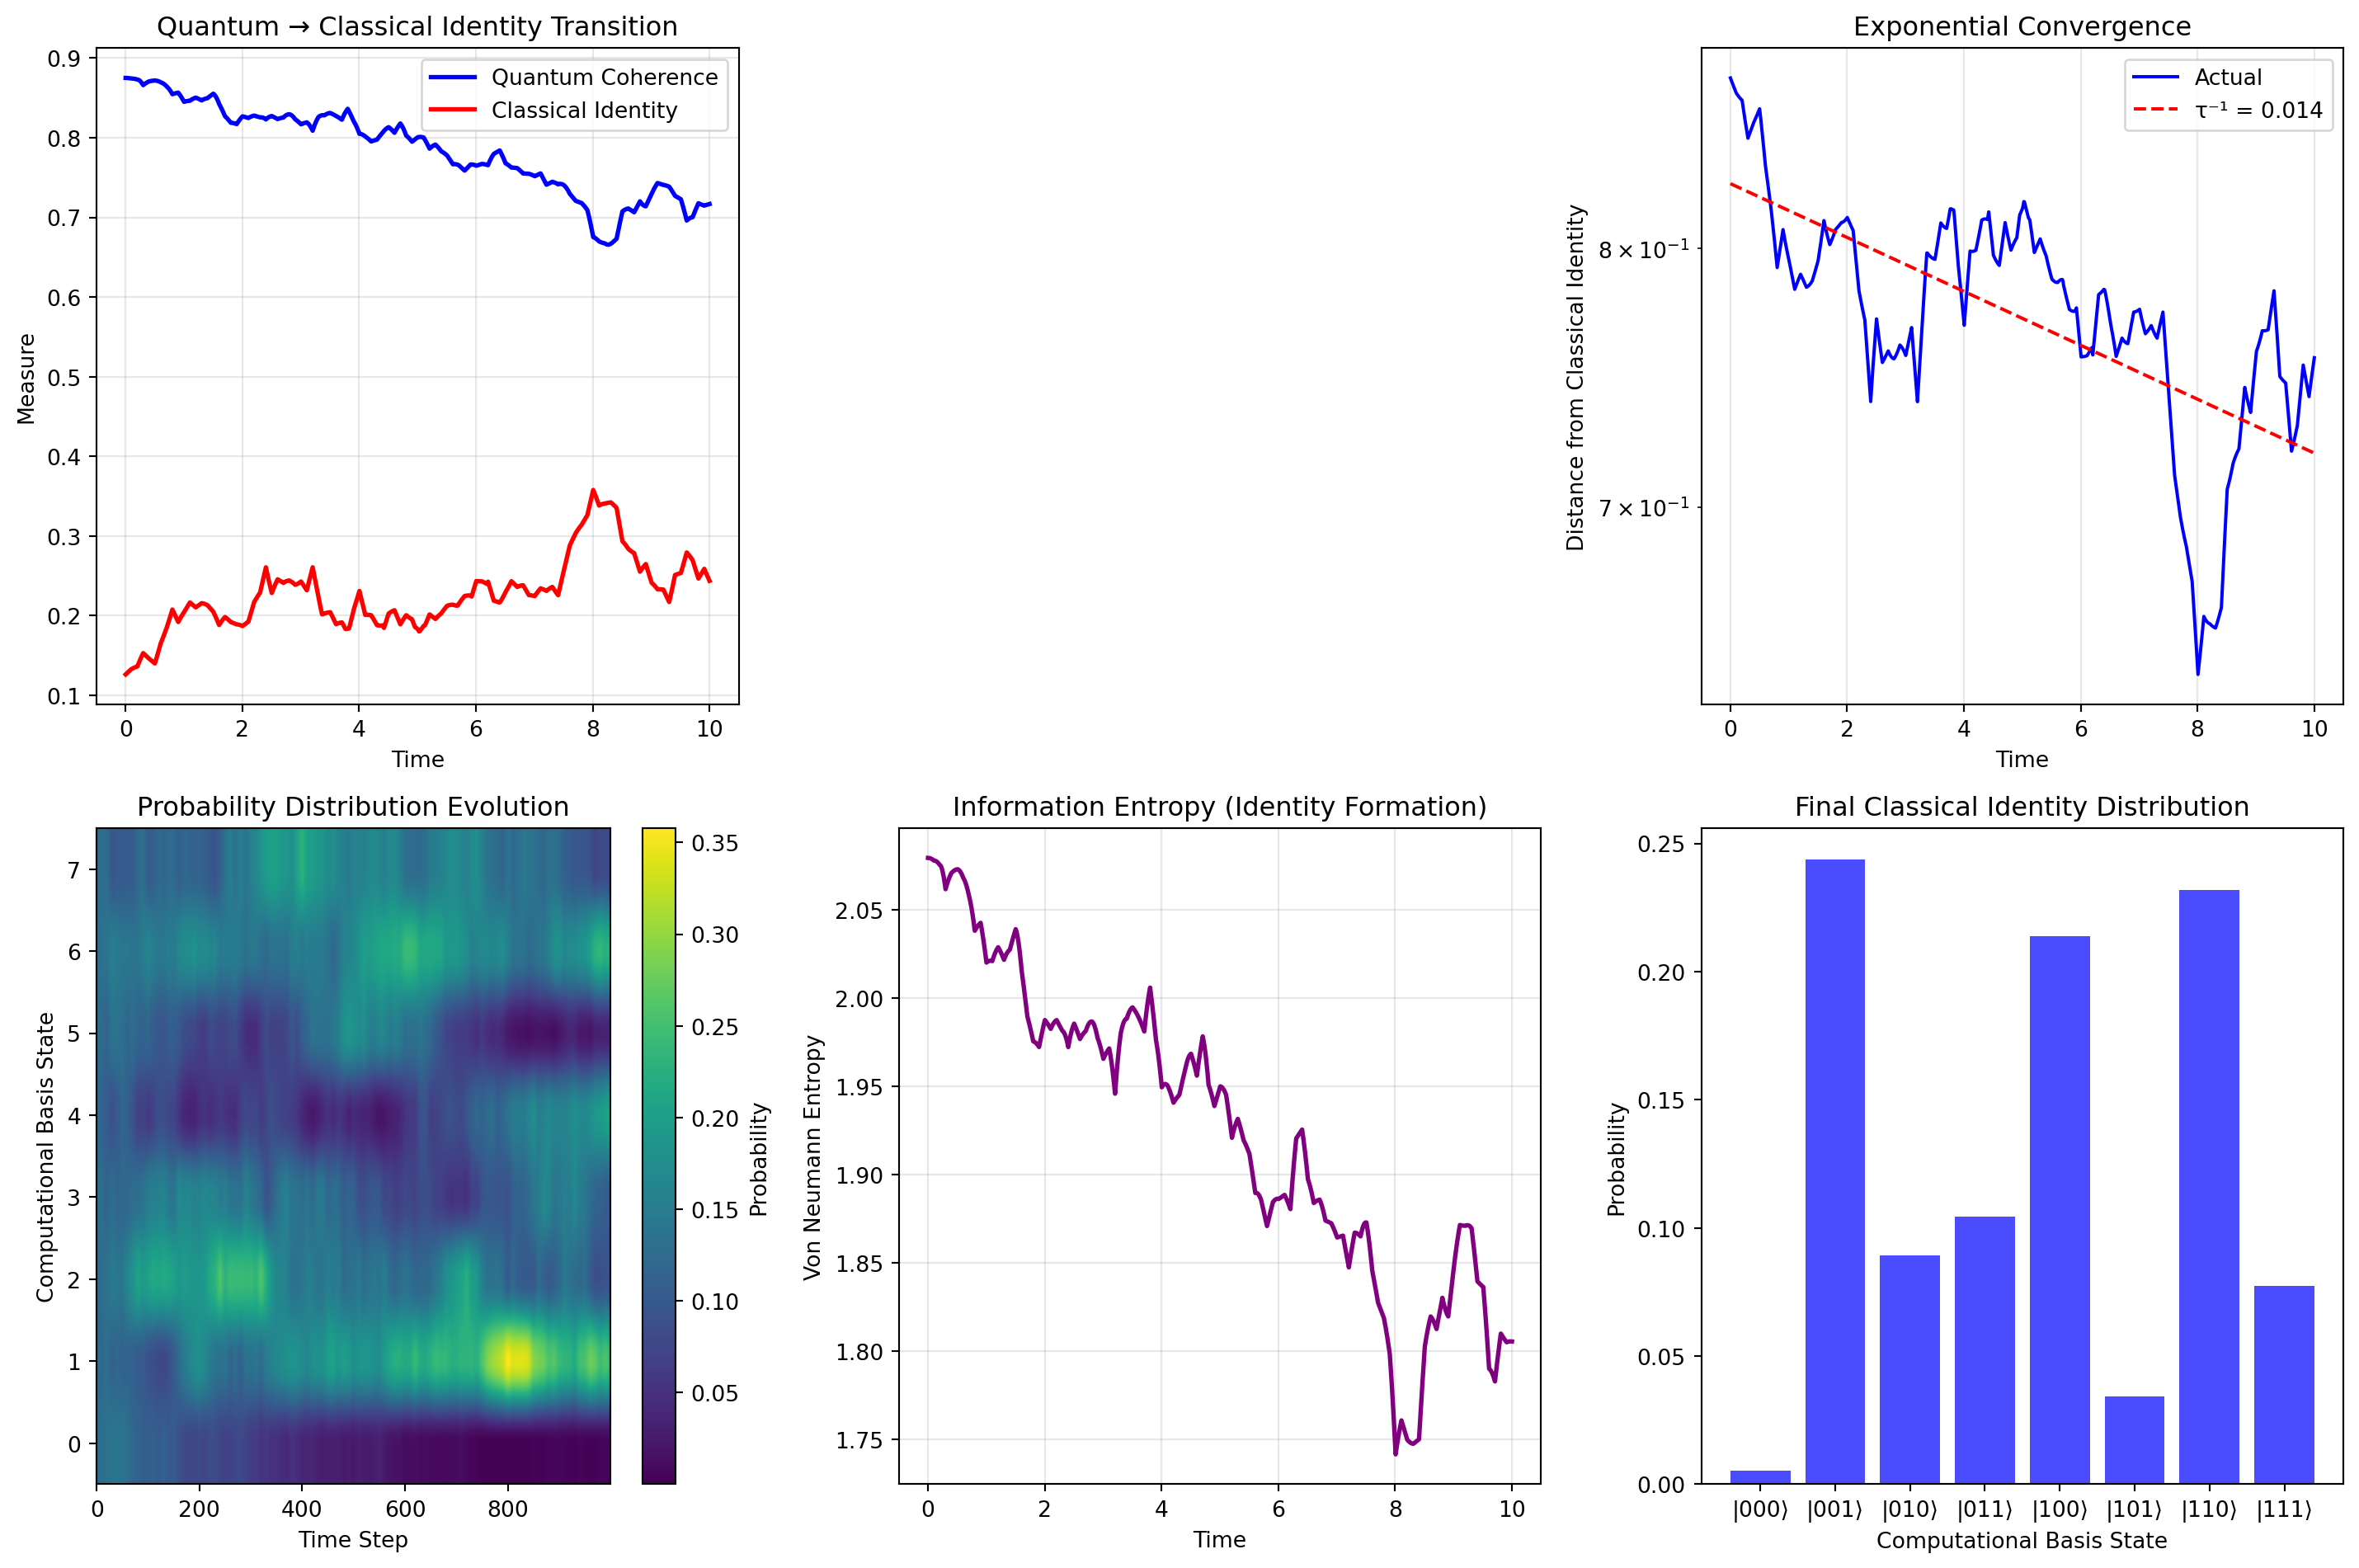 Quantum → Classical Identity Transition
0.9
0.8
0.7
0.6
0.5
0.4
0.3
0.2
0.1
Measure
Quantum Coherence
Classical Identity
0 2 4 6 8 10
Time
Exponential Convergence
8 × 10⁻¹
7 × 10⁻¹
Distance from Classical Identity
Actual
τ⁻¹ = 0.014
0 2 4 6 8 10
Time
Probability Distribution Evolution
7
6
5
4
3
2
1
0
Computational Basis State
0 200 400 600 800
Time Step
0.35
0.30
0.25
0.20
0.15
0.10
0.05
Probability
Information Entropy (Identity Formation)
2.05
2.00
1.95
1.90
1.85
1.80
1.75
Von Neumann Entropy
0 2 4 6 8 10
Time
Final Classical Identity Distribution
0.25
0.20
0.15
0.10
0.05
0.00
Probability
|000⟩ |001⟩ |010⟩ |011⟩ |100⟩ |101⟩ |110⟩ |111⟩
Computational Basis State